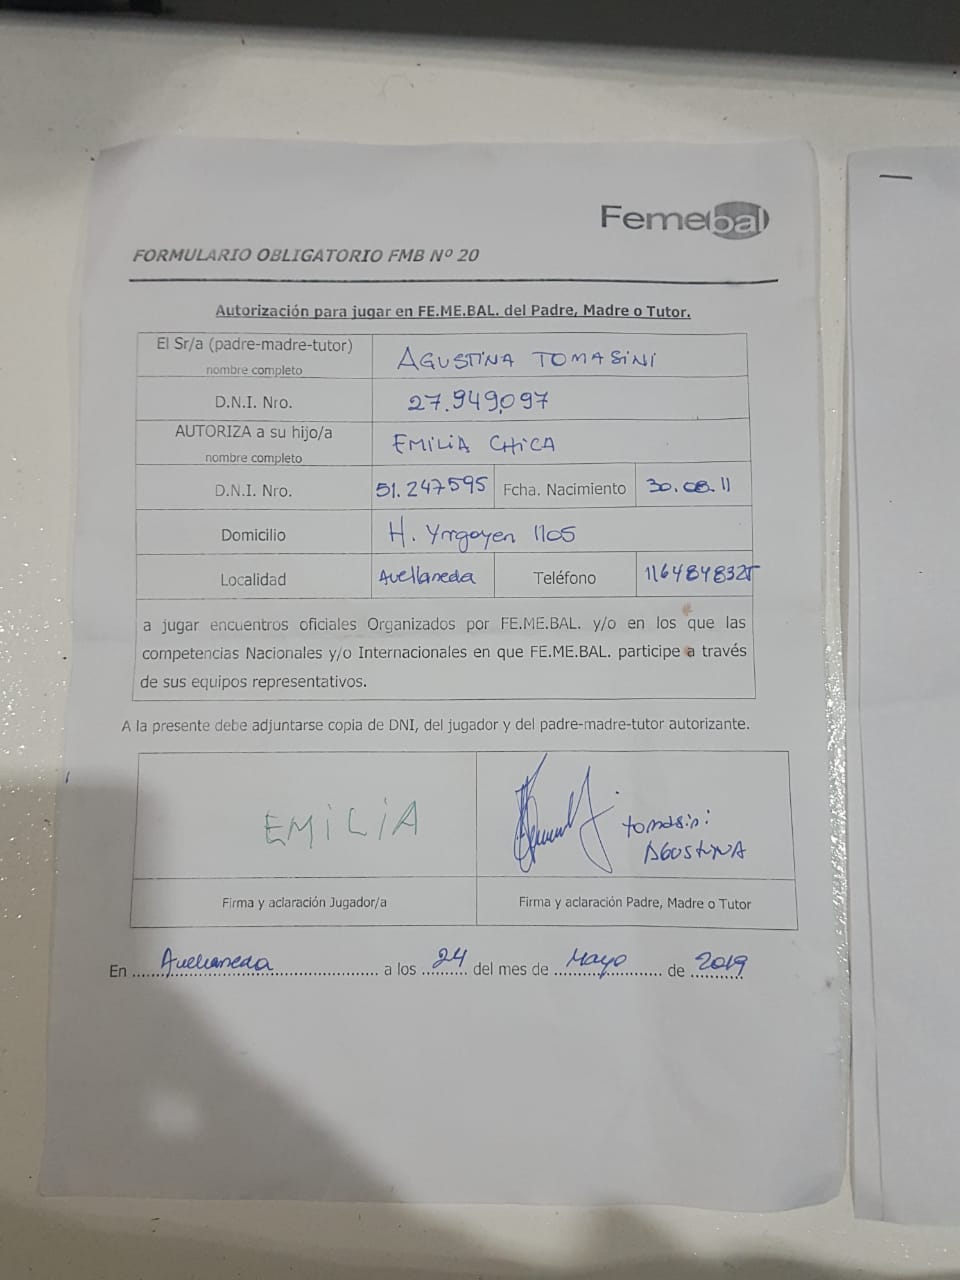 Femebal
FORMULARIO OBLIGATORIO FMB Nº 20
Autorización para jugar en FE.ME.BAL. del Padre, Madre o Tutor.
El Sr/a (padre-madre-tutor)
nombre completo
AGUSTINA TOMASINI
D.N.I. Nro.
27.949.097
AUTORIZA a su hijo/a
nombre completo
EMILIA CHICA
D.N.I. Nro.
51.247595
Fcha. Nacimiento
30.08.11
Domicilio
H. Yrigoyen 1105
Localidad
Avellaneda
Teléfono
1164848325
a jugar encuentros oficiales Organizados por FE.ME.BAL. y/o en los que las
competencias Nacionales y/o Internacionales en que FE.ME.BAL. participe a través
de sus equipos representativos.
A la presente debe adjuntarse copia de DNI, del jugador y del padre-madre-tutor autorizante.
EMILIA
tomasini
AGOSTINA
Firma y aclaración Jugador/a
Firma y aclaración Padre, Madre o Tutor
En Avellaneda a los 24 del mes de Mayo de 2019